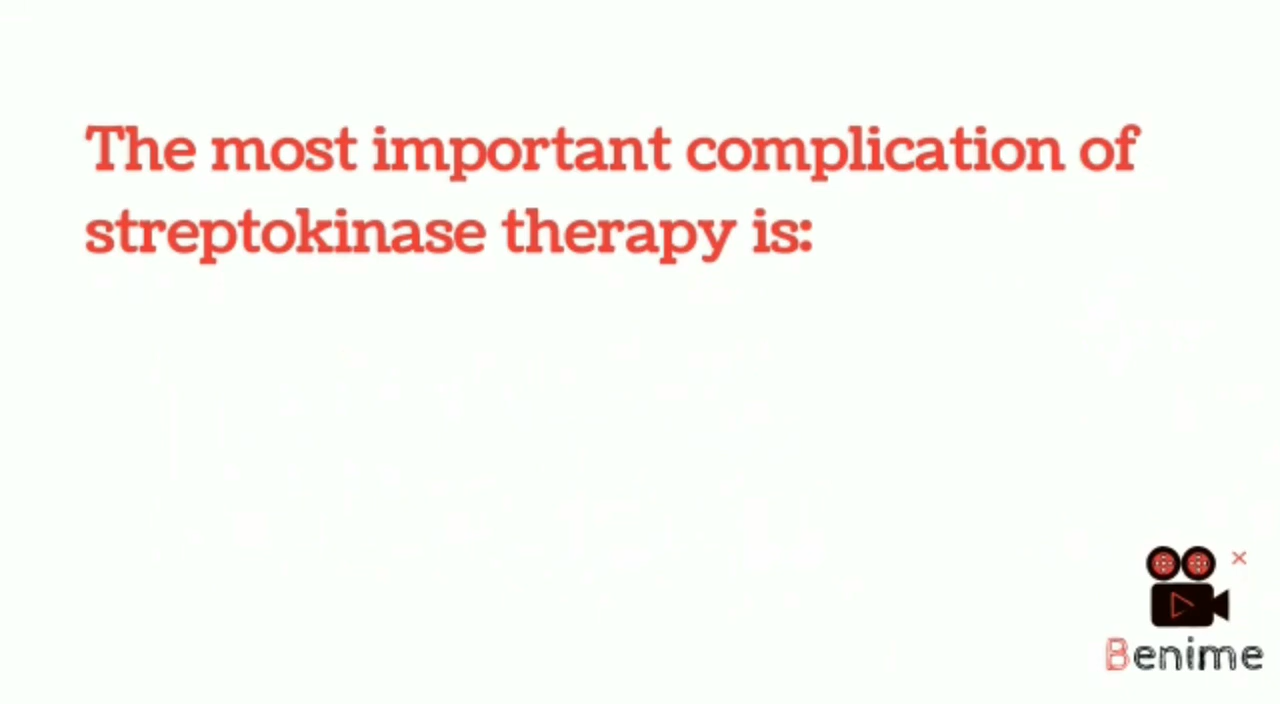 The most important complication of
streptokinase therapy is:
Benime